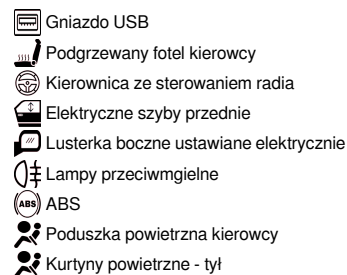 Gniazdo USB
Podgrzewany fotel kierowcy
Kierownica ze sterowaniem radia
Elektryczne szyby przednie
Lusterka boczne ustawiane elektrycznie
Lampy przeciwmgielne
(ABS) ABS
Poduszka powietrzna kierowcy
Kurtyny powietrzne - tył